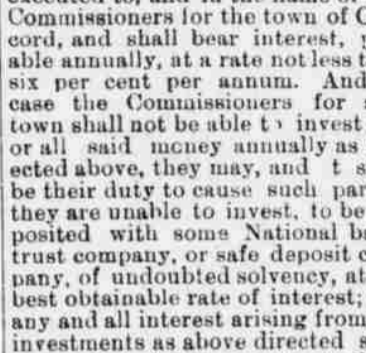 Commissioners for the town of C
cord, and shall bear interest,
able annually, at a rate not less t
six per cent per annum. And
case the Commissioners for s
town shall not be able t invest
or all said money annually as
ected above, they may, and t s
be their duty to cause such par
they are unable to invest, to be
posited with some National b
trust company, or safe deposit c
pany, of undoubted solvency, at
best obtainable rate of interest;
any and all interest arising from
investments as above directed s